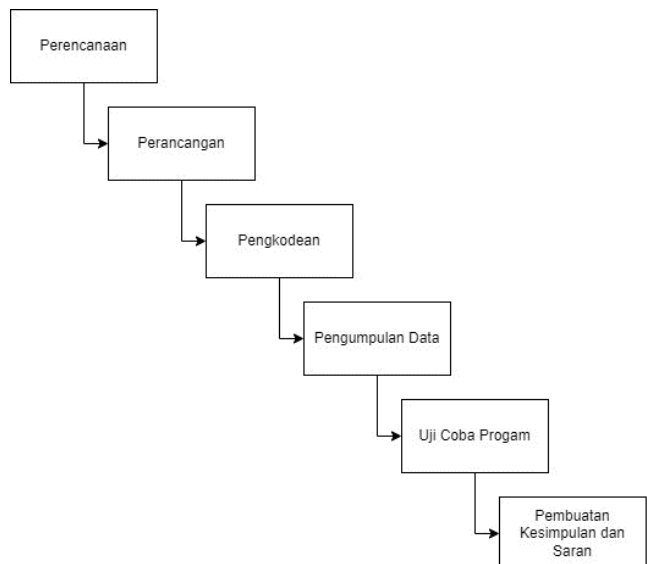 Perencanaan
Perancangan
Pengkodean
Pengumpulan Data
Uji Coba Progam
Pembuatan
Kesimpulan dan
Saran